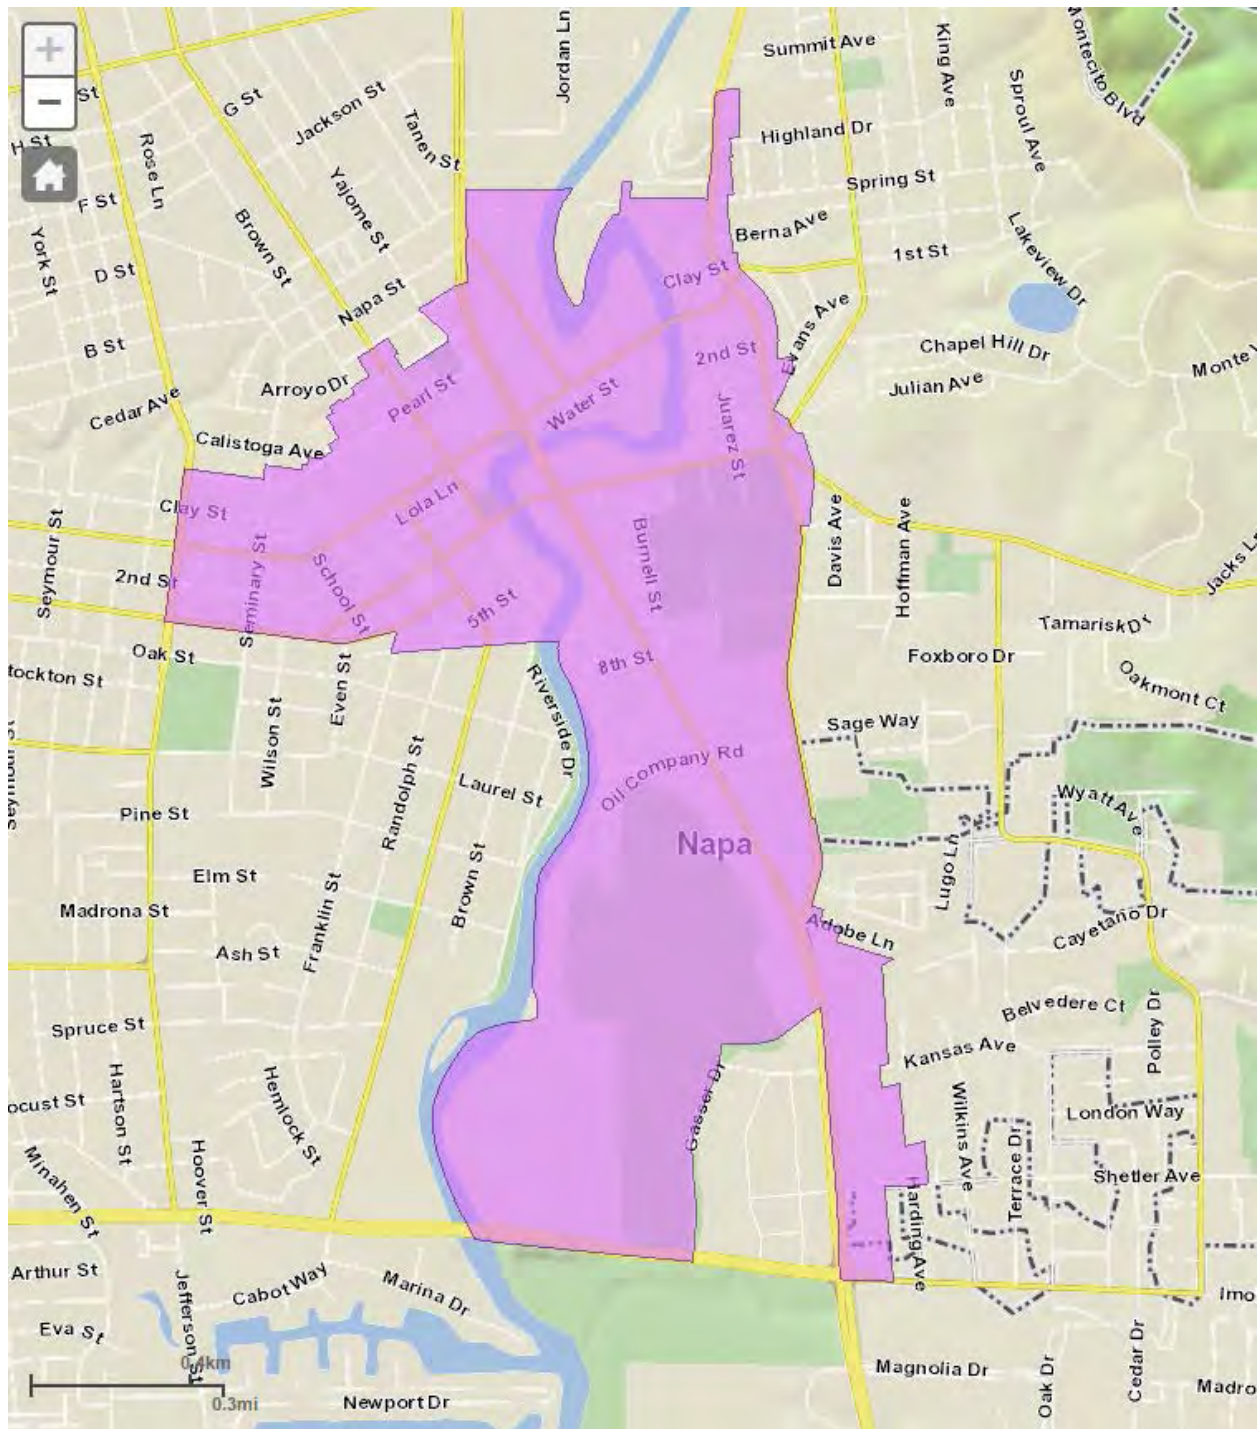 Jordan Ln
Summit Ave
King Ave
Montecito Blvd
St
G St
Jackson St
Tanen St
Highland Dr
Sproul Ave
H St
Rose Ln
Yajome St
Spring St
F St
Brown St
Berna Ave
1st St
Lakeview Dr
York St
D St
Napa St
Clay St
Evans Ave
B St
Arroyo Dr
2nd St
Chapel Hill Dr
Monte
Cedar Ave
Pearl St
Water St
Julian Ave
Calistoga Ave
Juarez St
Clay St
Lola Ln
Seymour St
Seminary St
School St
Burnell St
Davis Ave
Hoffman Ave
Jacks Ln
2nd St
5th St
Tamarisk Dr
Oak St
8th St
Foxboro Dr
tockton St
Even St
Riverside Dr
Oakmont Ct
Wilson St
Sage Way
Seymour St
Randolph St
Laurel St
Oil Company Rd
Pine St
Napa
Wyatt Ave
Elm St
Brown St
Lugo Ln
Madrona St
Franklin St
Adobe Ln
Cayetano Dr
Ash St
Spruce St
Belvedere Ct
Polley Dr
Kansas Ave
ocust St
Hartson St
Hemlock St
Gasser Dr
Wilkins Ave
London Way
Minahen St
Hoover St
Terrace Dr
Shetler Ave
Harding Ave
Arthur St
Jefferson St
Cabot Way
Marina Dr
Imo
Eva St
0.4km
0.3mi
Newport Dr
Magnolia Dr
Oak Dr
Cedar Dr
Madro